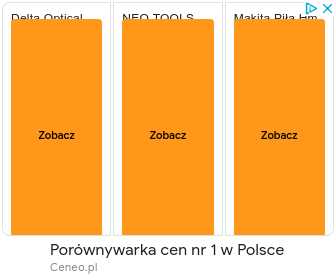 Delta Optical
NEO TOOLS
Makita Piła Hm
Zobacz
Zobacz
Zobacz
Porównywarka cen nr 1 w Polsce
Ceneo.pl